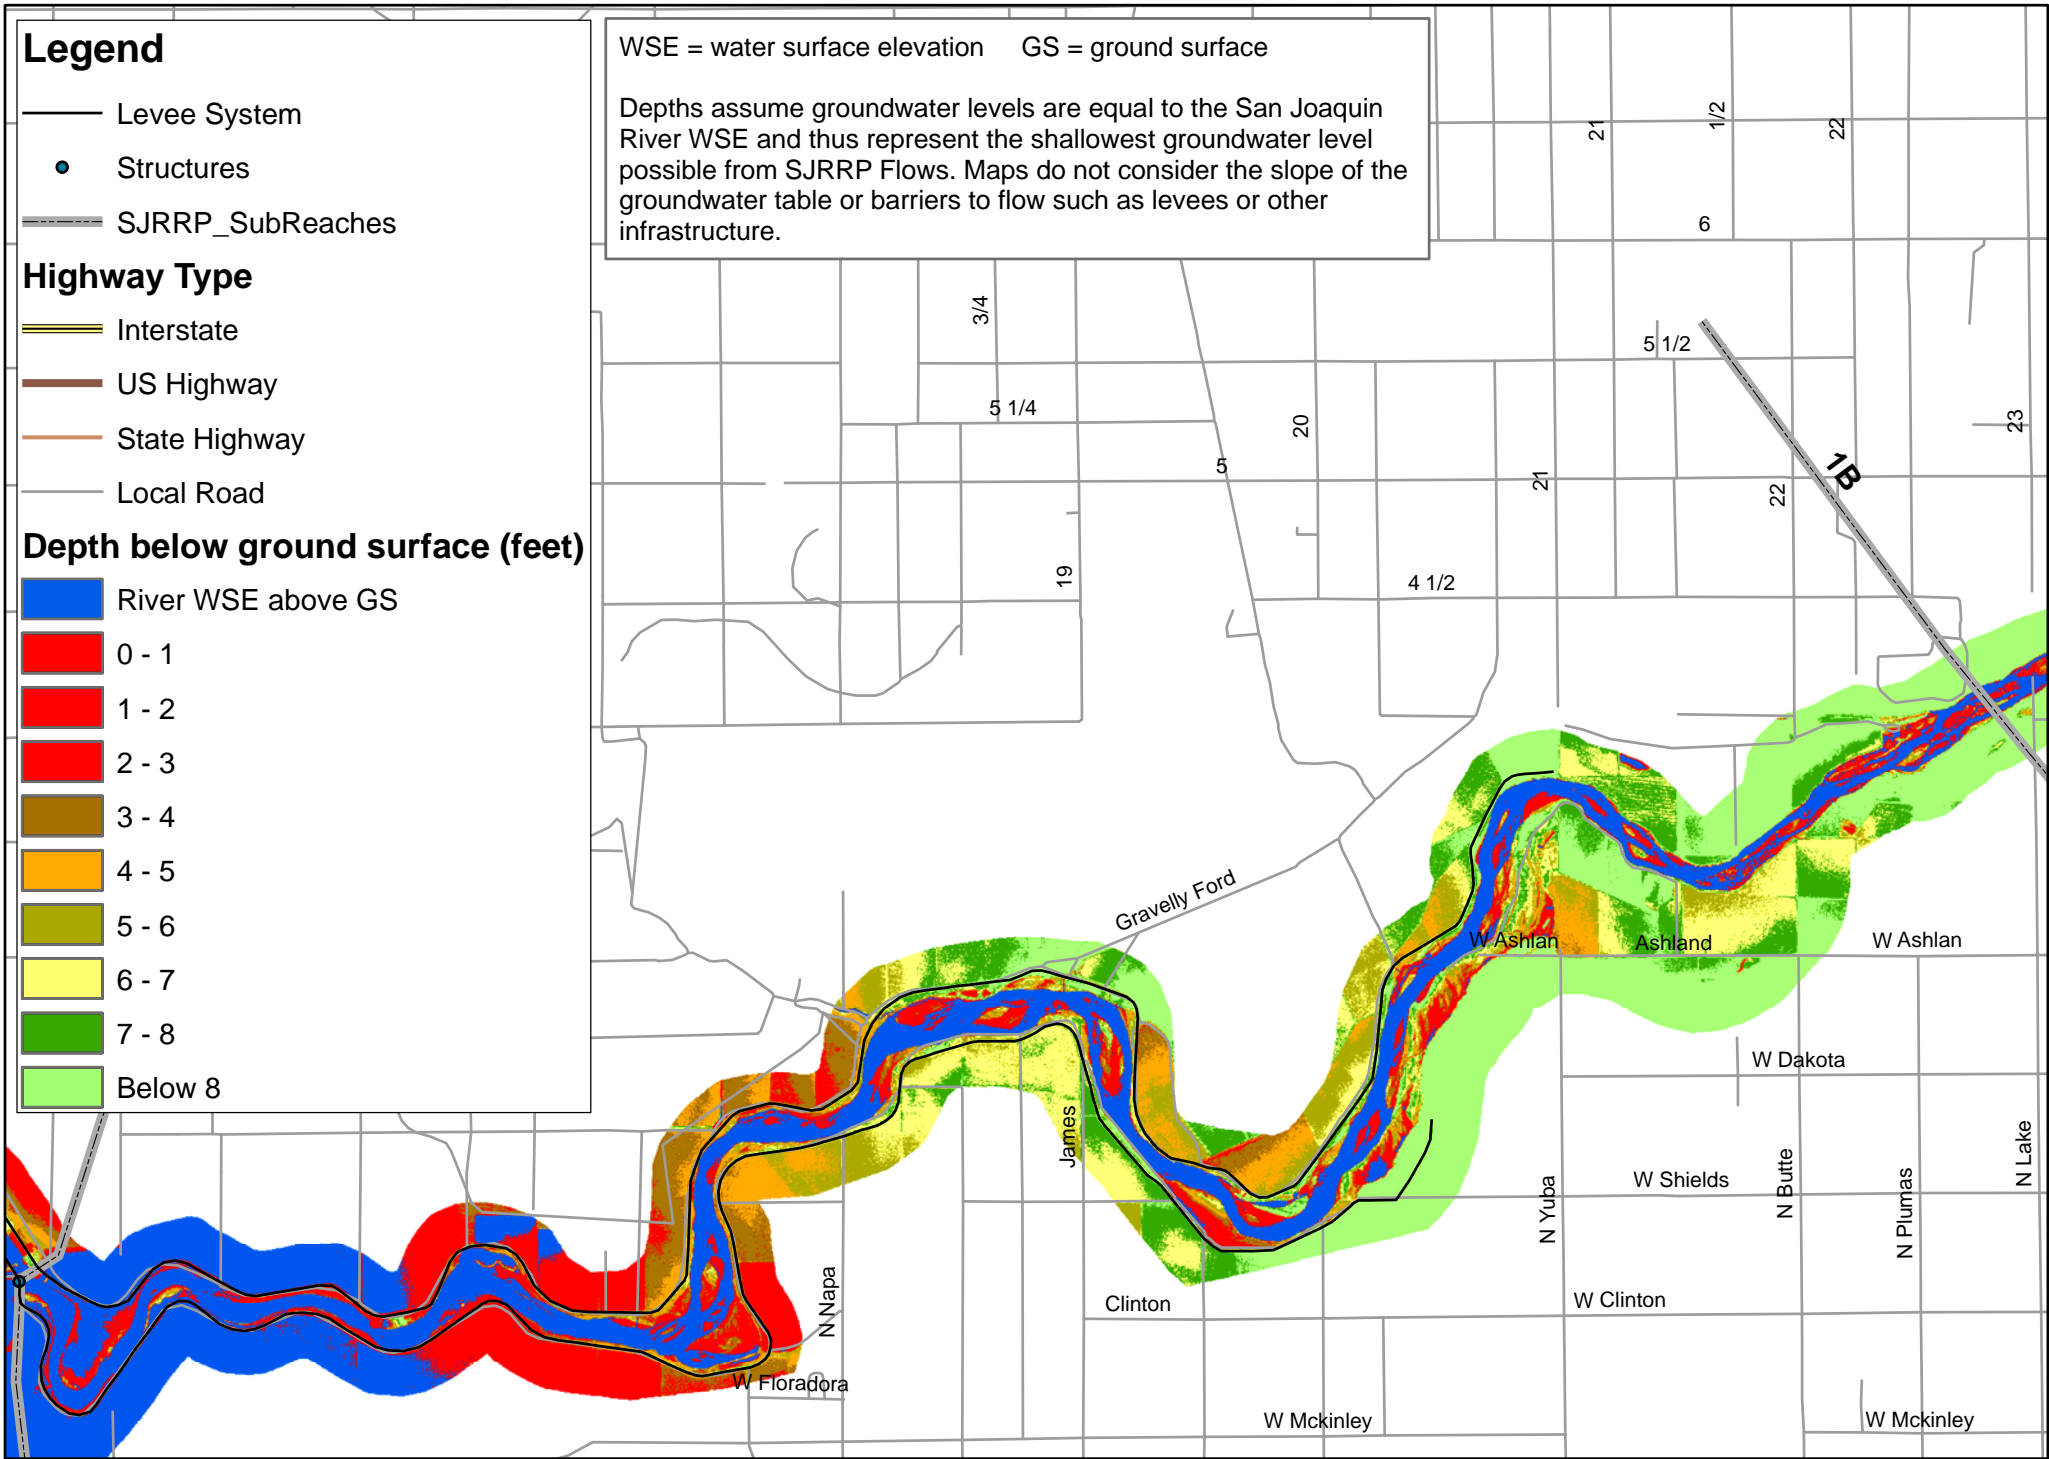 Legend
Levee System
Structures
SJRRP_SubReaches
Highway Type
Interstate
US Highway
State Highway
Local Road
Depth below ground surface (feet)
River WSE above GS
0 - 1
1 - 2
2 - 3
3 - 4
4 - 5
5 - 6
6 - 7
7 - 8
Below 8
WSE = water surface elevation GS = ground surface
Depths assume groundwater levels are equal to the San Joaquin
River WSE and thus represent the shallowest groundwater level
possible from SJRRP Flows. Maps do not consider the slope of the
groundwater table or barriers to flow such as levees or other
infrastructure.
21
1/2
22
6
3/4
5 1/2
5 1/4
20
23
5
21
22
1B
19
4 1/2
Gravelly Ford
W Ashlan
Ashland
W Ashlan
W Dakota
James
W Shields
N Yuba
N Butte
N Plumas
N Lake
N Napa
Clinton
W Clinton
W Floradora
W Mckinley
W Mckinley